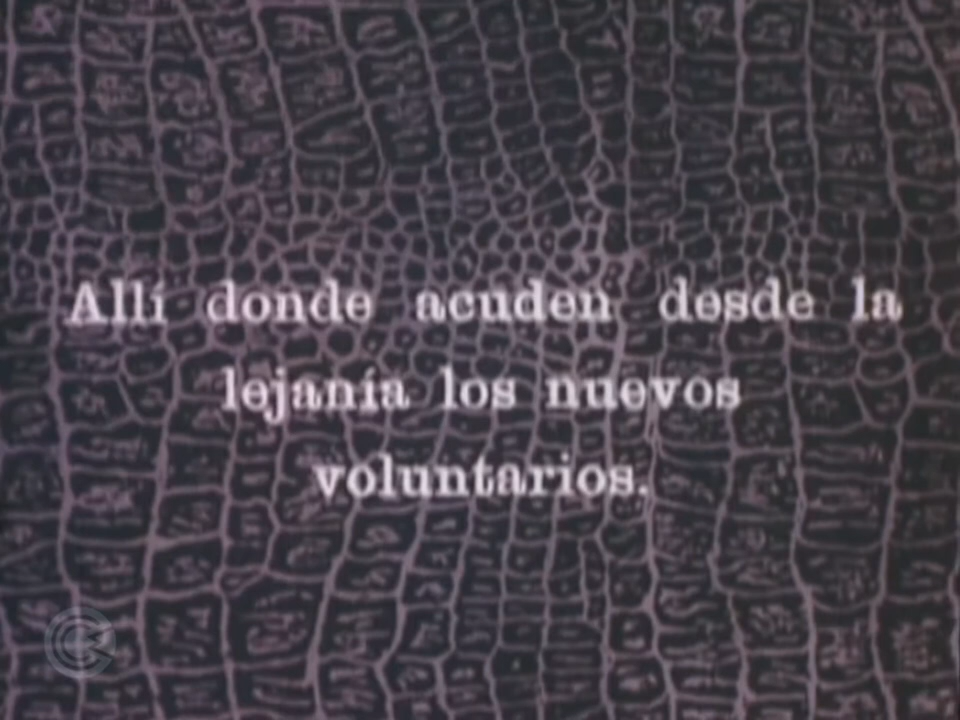 Allí donde acuden desde la
lejanía los nuevos
voluntarios.